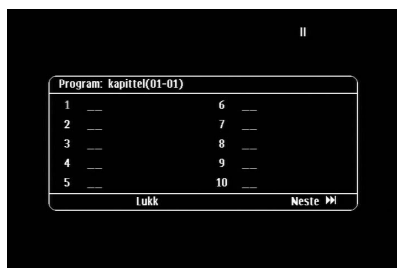 Program: kapittel(01-01)
1 __ 6 __
2 __ 7 __
3 __ 8 __
4 __ 9 __
5 __ 10 __
Lukk Neste